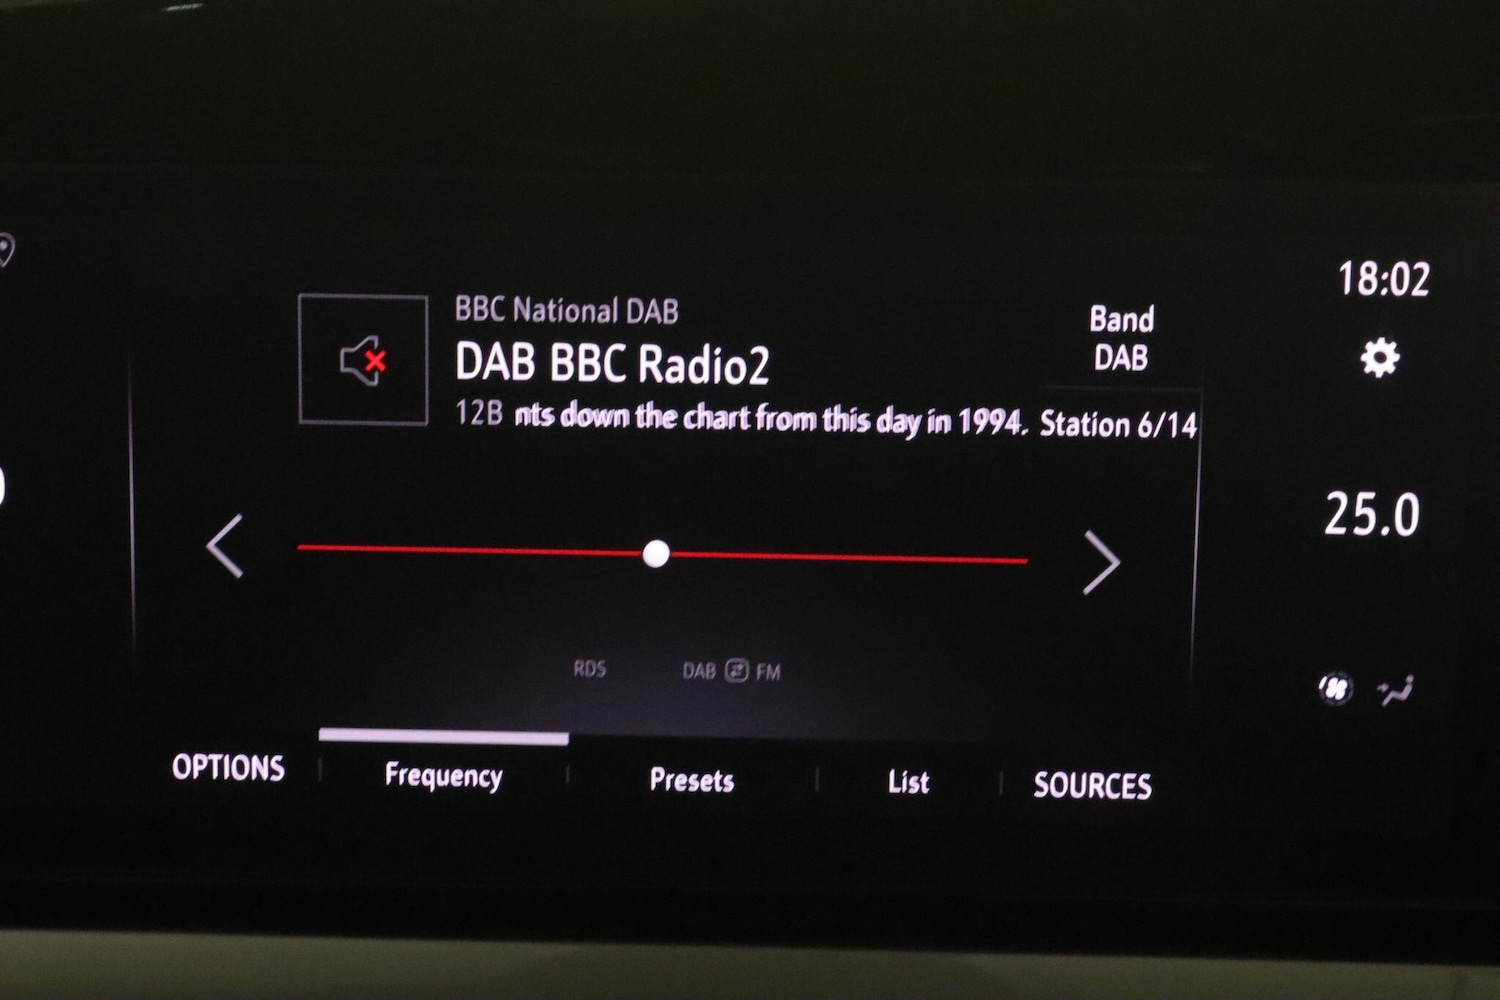 18:02
BBC National DAB
Band
DAB
DAB BBC Radio2
12B nts down the chart from this day in 1994. Station 6/14
25.0
RDS DAB FM
OPTIONS Frequency Presets List SOURCES